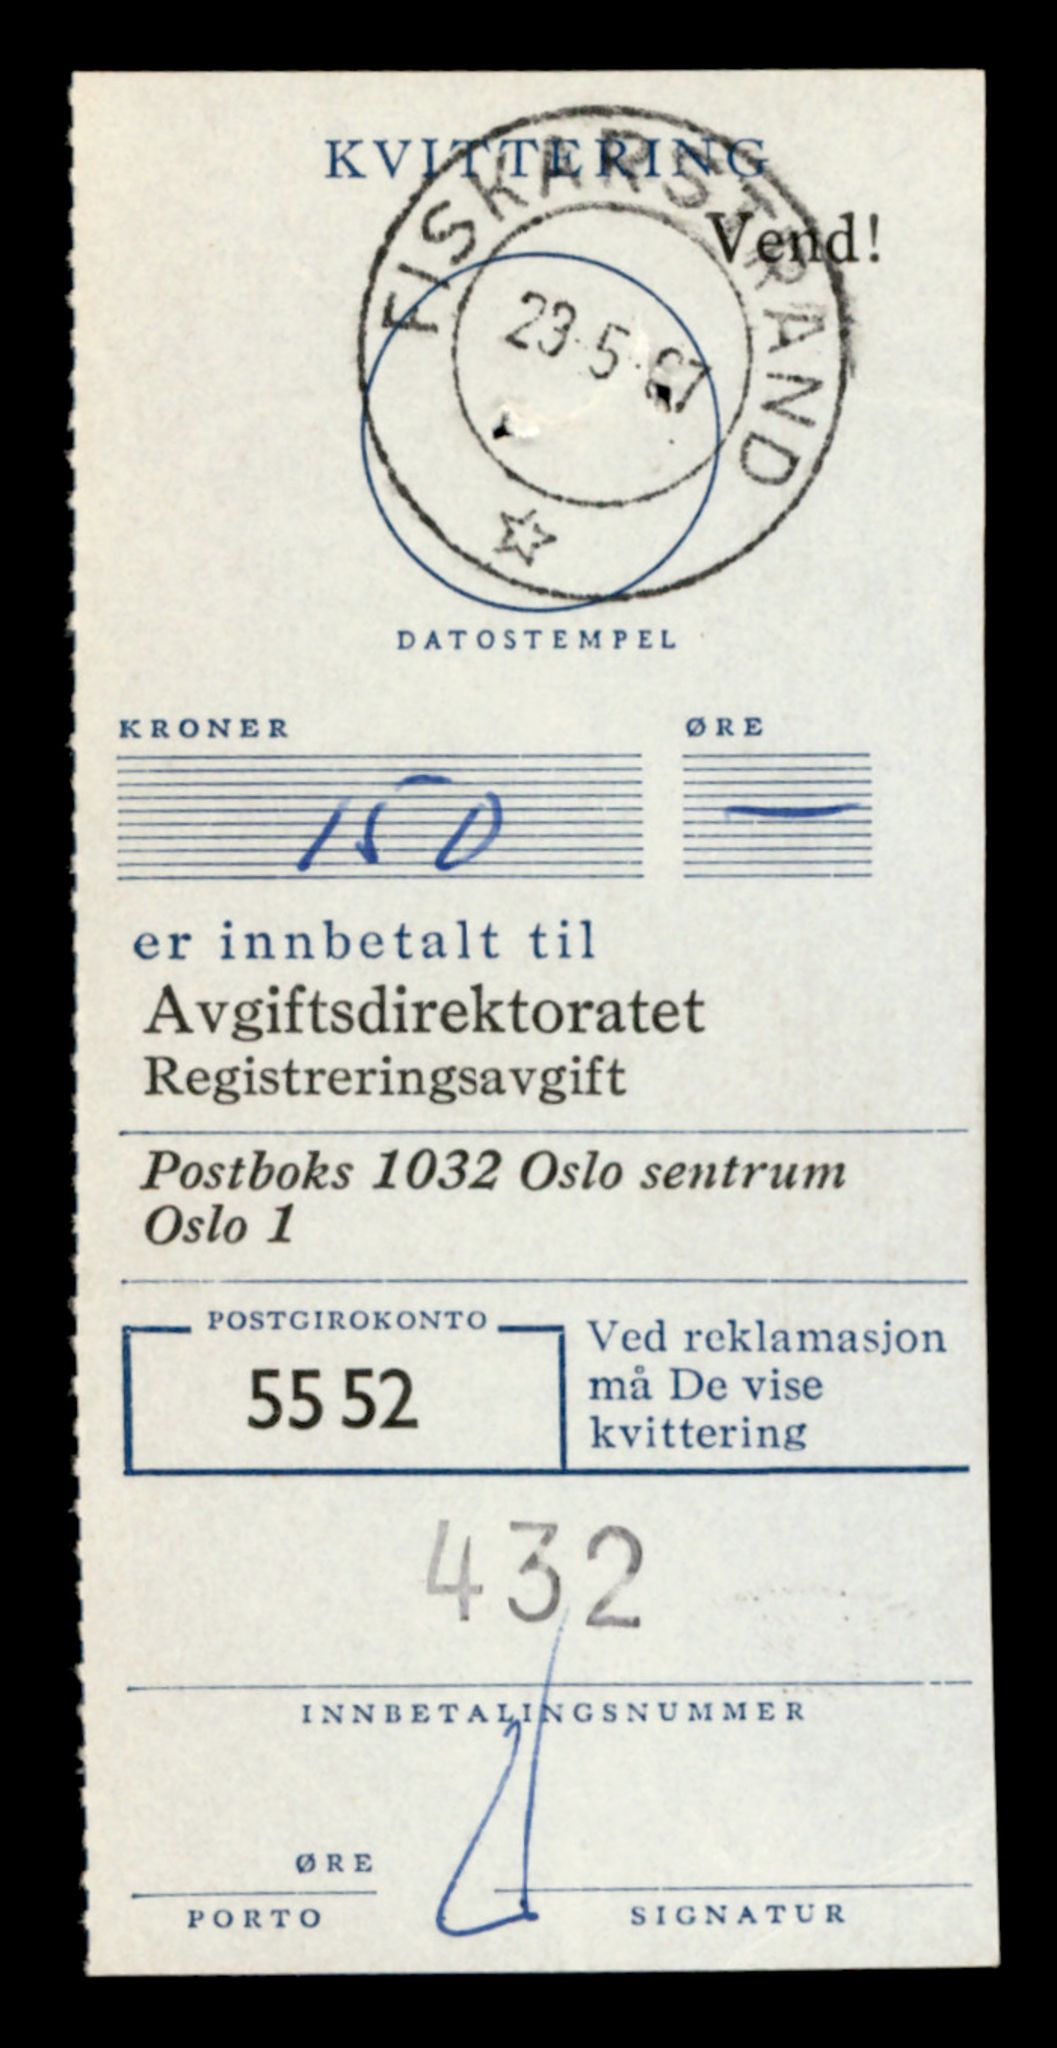 KVITTERING
Vend!
FISKARSTRAND
23·5·67
DATOSTEMPEL
KRONER ØRE
150 —
er innbetalt til
Avgiftsdirektoratet
Registreringsavgift
Postboks 1032 Oslo sentrum
Oslo 1
POSTGIROKONTO
55 52
Ved reklamasjon
må De vise
kvittering
432
INNBETALINGSNUMMER
ØRE
PORTO SIGNATUR